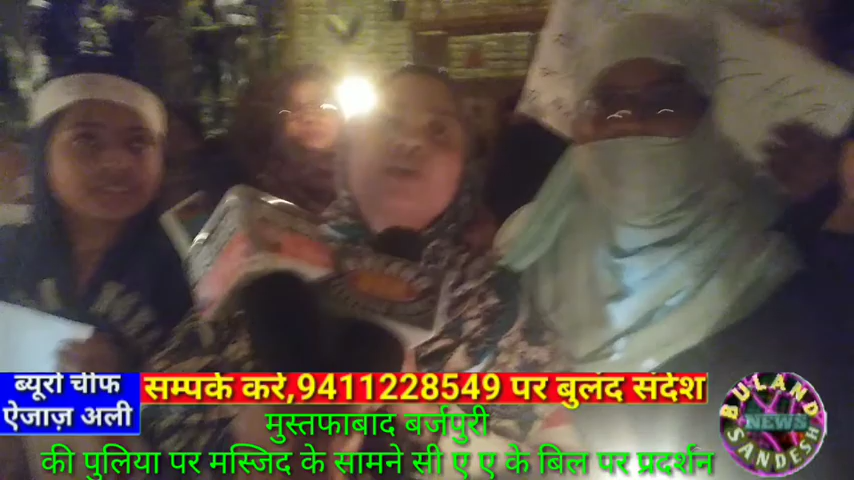 ब्यूरो चीफ
ऐजाज़ अली
सम्पर्क करे,9411228549 पर बुलंद संदेश
मुस्तफाबाद बर्जपुरी
की पुलिया पर मस्जिद के सामने सी ए ए के बिल पर प्रदर्शन
BULAND
NEWS
SANDESH